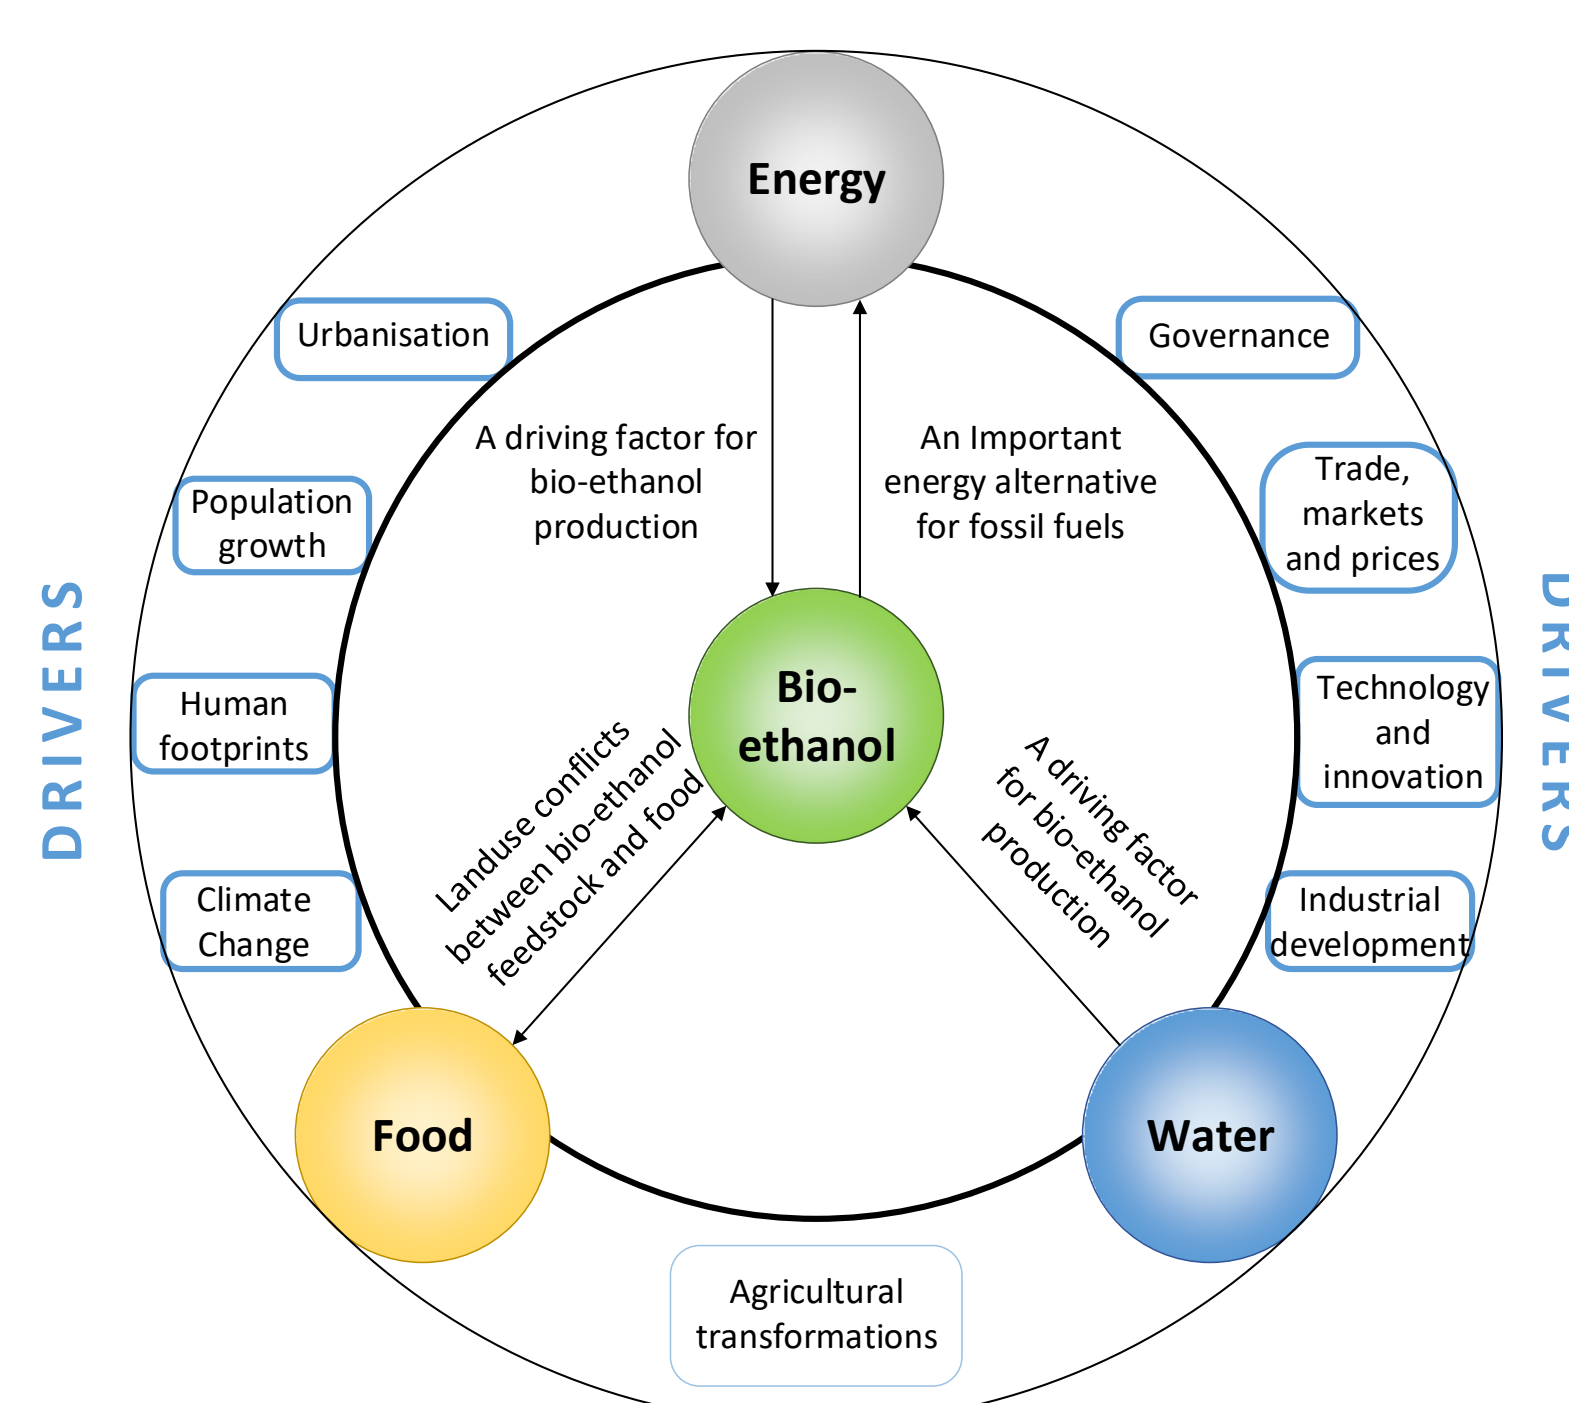 Energy
Urbanisation
Governance
A driving factor for
bio-ethanol
production
An Important
energy alternative
for fossil fuels
Population
growth
Trade,
markets
and prices
DRIVERS
DRIVERS
Human
footprints
Bio-
ethanol
Technology
and
innovation
Landuse conflicts
between bio-ethanol
feedstock and food
A driving factor
for bio-ethanol
production
Climate
Change
Industrial
development
Food
Water
Agricultural
transformations